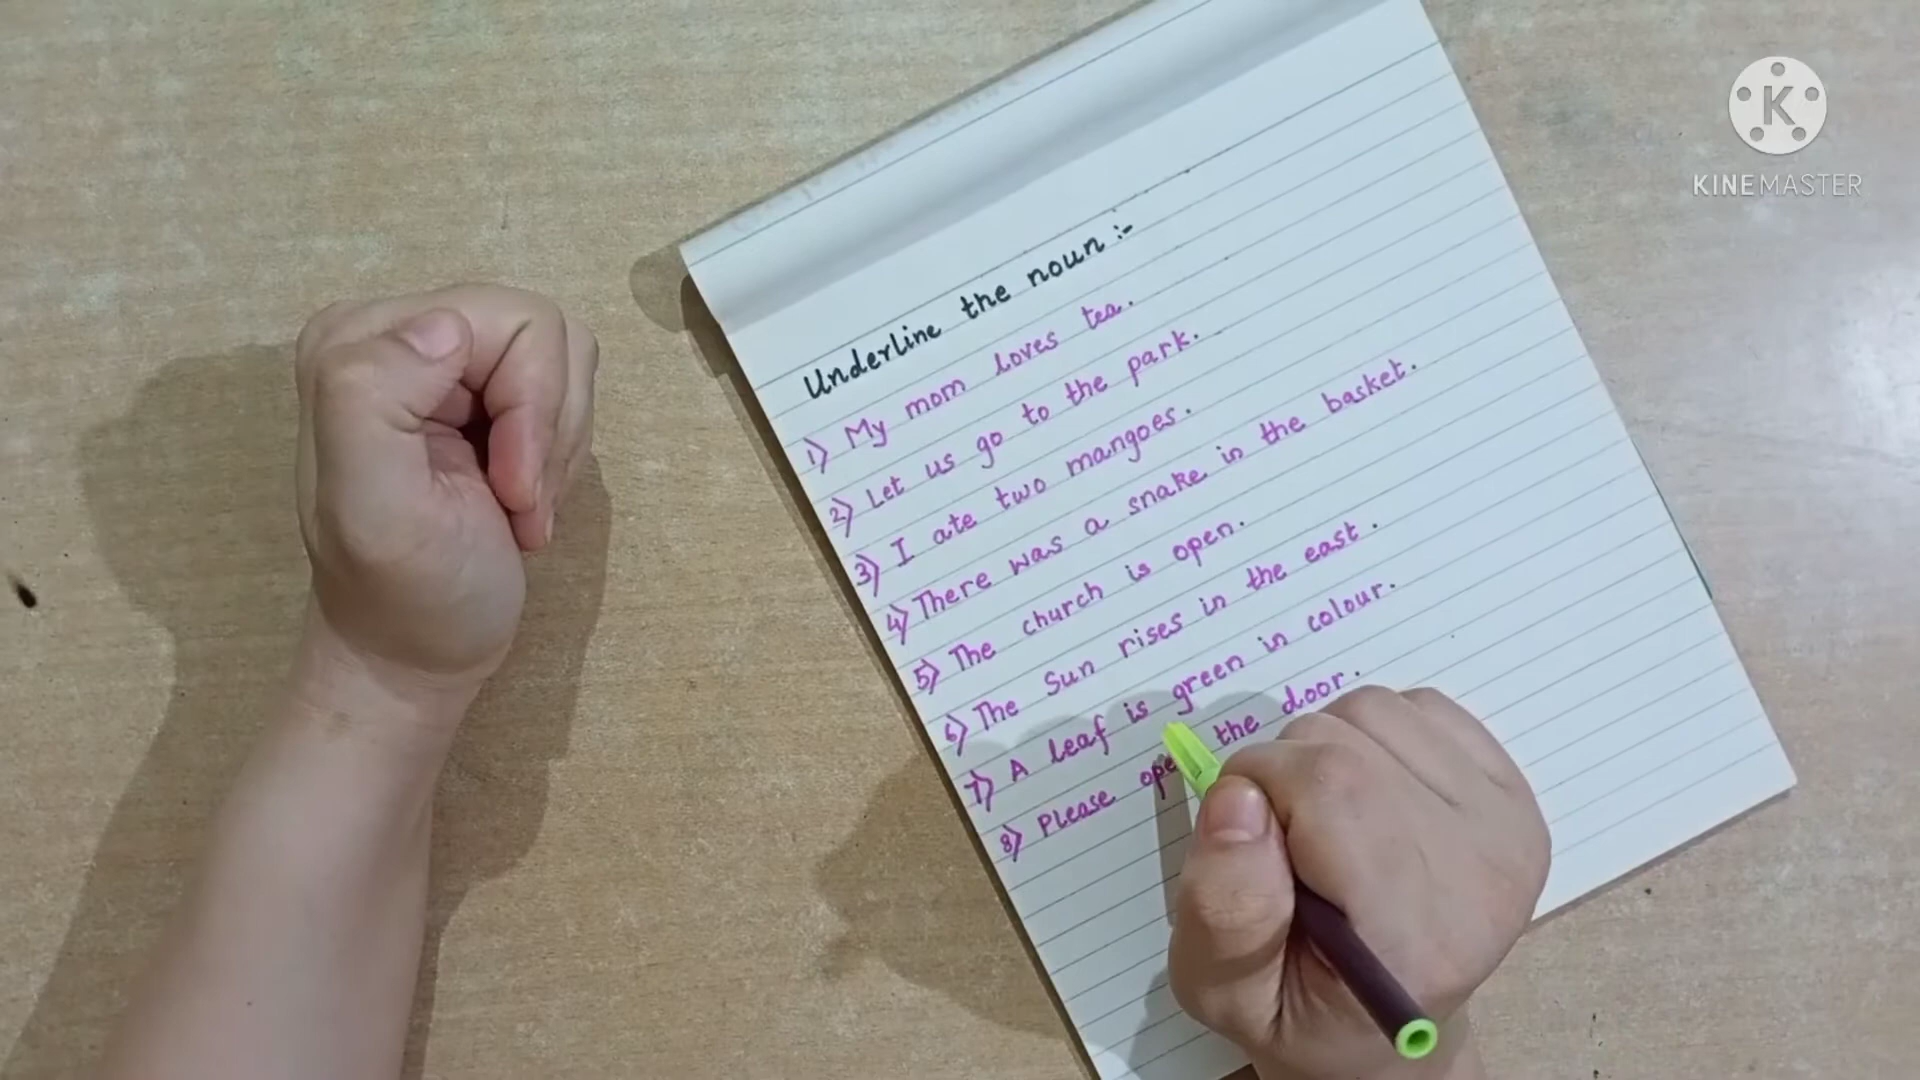 Underline the noun :-
1) My mom loves tea.
2) Let us go to the park.
3) I ate two mangoes.
4) There was a snake in the basket.
5) The church is open.
6) The Sun rises in the east.
7) A leaf is green in colour.
8) Please open the door.
K
KINEMASTER